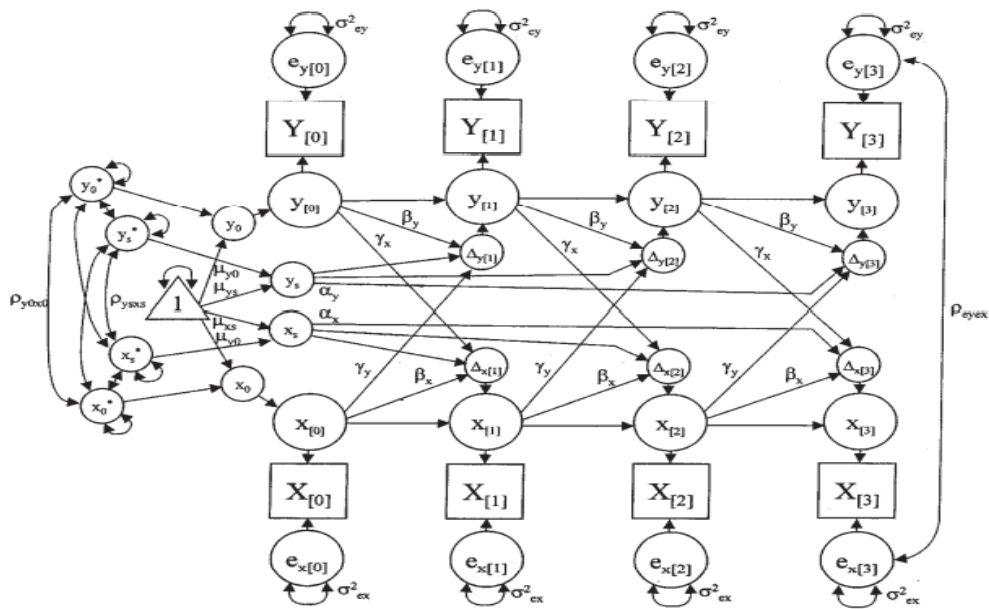 σ²ey σ²ey σ²ey σ²ey
ey[0] ey[1] ey[2] ey[3]
Y[0] Y[1] Y[2] Y[3]
y0* y[0] y[1] y[2] y[3]
ys* y0 βy βy βy
γx γx γx
Δy[1] Δy[2] Δy[3]
μy0
ρy0x0 ρysxs 1 μys ys αy ρeyex
μxs xs αx
μy0
xs* x0 γy βx Δx[1] γy βx Δx[2] γy βx Δx[3]
x0* x[0] x[1] x[2] x[3]
X[0] X[1] X[2] X[3]
ex[0] ex[1] ex[2] ex[3]
σ²ex σ²ex σ²ex σ²ex